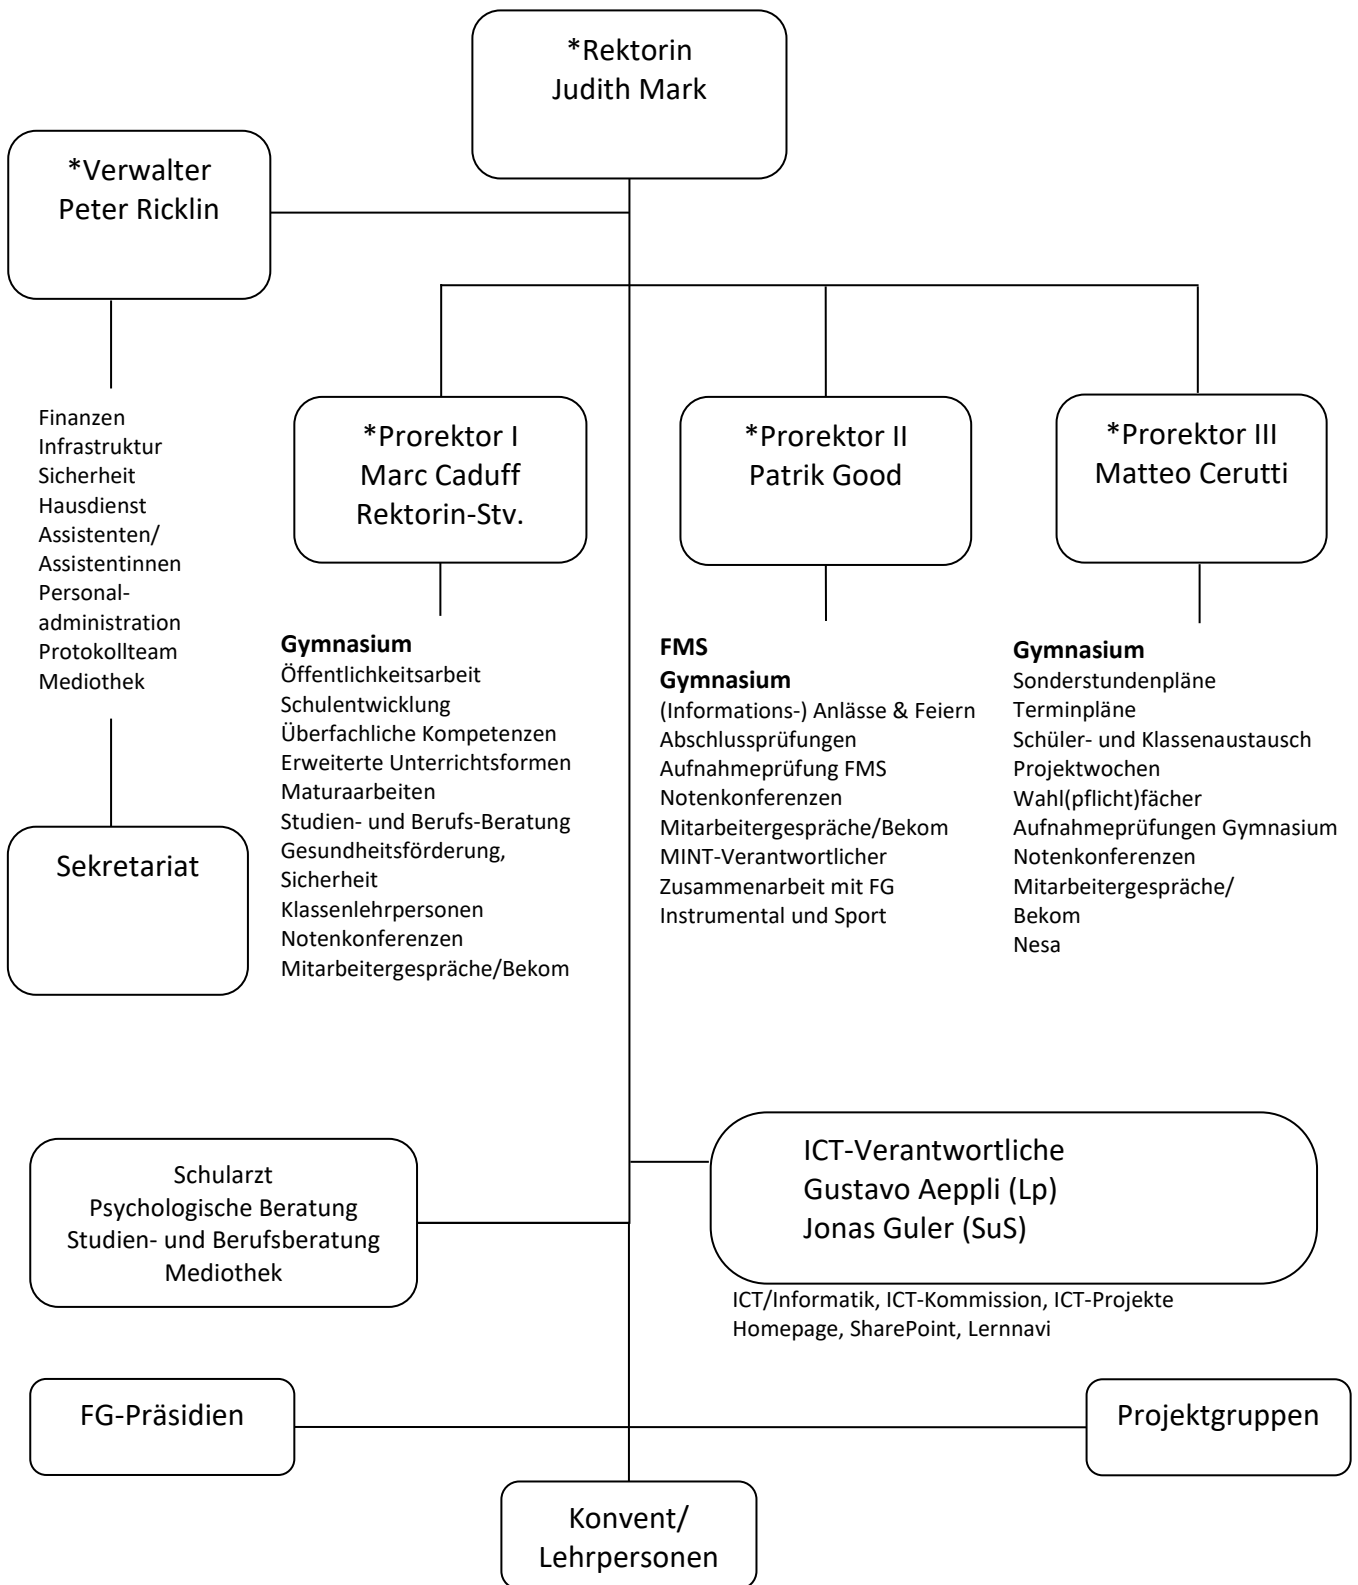 *Rektorin
Judith Mark
*Verwalter
Peter Ricklin
Finanzen
Infrastruktur
Sicherheit
Hausdienst
Assistenten/
Assistentinnen
Personal-
administration
Protokollteam
Mediothek
Sekretariat
*Prorektor I
Marc Caduff
Rektorin-Stv.
Gymnasium
Öffentlichkeitsarbeit
Schulentwicklung
Überfachliche Kompetenzen
Erweiterte Unterrichtsformen
Maturaarbeiten
Studien- und Berufs-Beratung
Gesundheitsförderung,
Sicherheit
Klassenlehrpersonen
Notenkonferenzen
Mitarbeitergespräche/Bekom
*Prorektor II
Patrik Good
FMS
Gymnasium
(Informations-) Anlässe & Feiern
Abschlussprüfungen
Aufnahmeprüfung FMS
Notenkonferenzen
Mitarbeitergespräche/Bekom
MINT-Verantwortlicher
Zusammenarbeit mit FG
Instrumental und Sport
*Prorektor III
Matteo Cerutti
Gymnasium
Sonderstundenpläne
Terminpläne
Schüler- und Klassenaustausch
Projektwochen
Wahl(pflicht)fächer
Aufnahmeprüfungen Gymnasium
Notenkonferenzen
Mitarbeitergespräche/
Bekom
Nesa
Schularzt
Psychologische Beratung
Studien- und Berufsberatung
Mediothek
ICT-Verantwortliche
Gustavo Aeppli (Lp)
Jonas Guler (SuS)
ICT/Informatik, ICT-Kommission, ICT-Projekte
Homepage, SharePoint, Lernnavi
FG-Präsidien
Projektgruppen
Konvent/
Lehrpersonen